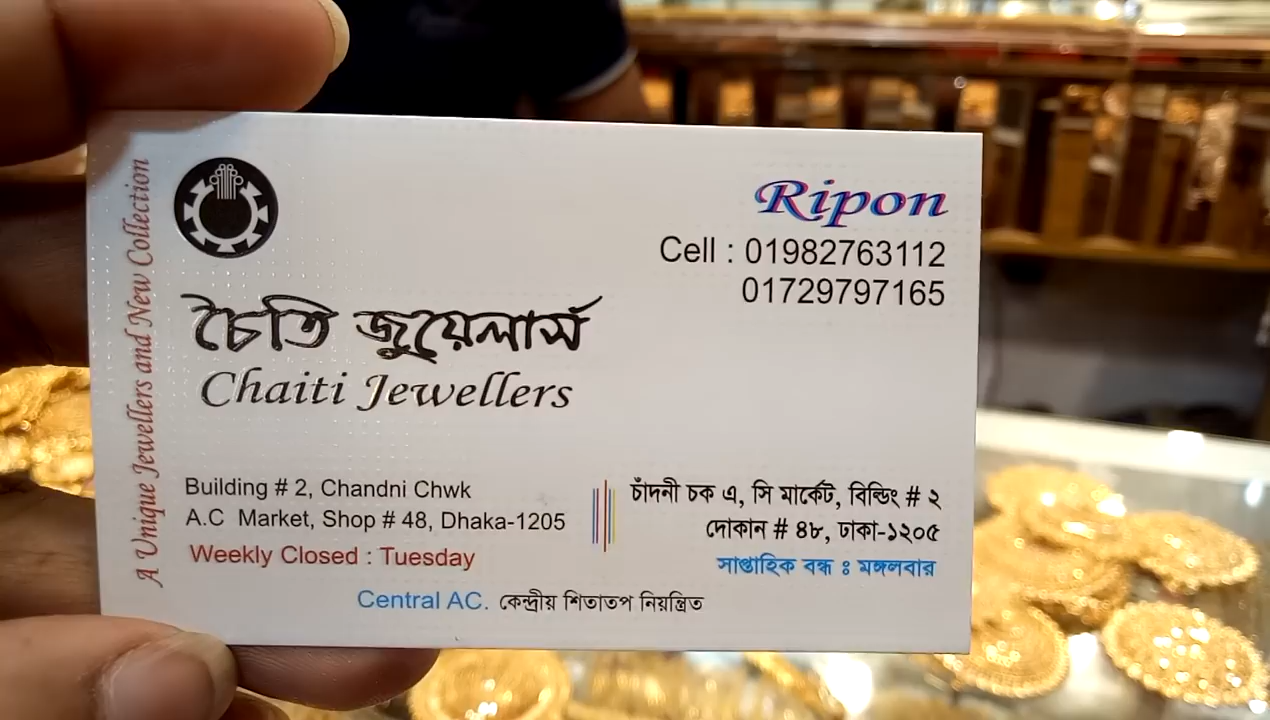 A Unique Jewellers and New Collection
Ripon
Cell : 01982763112
01729797165
চৈতি জুয়েলার্স
Chaiti Jewellers
Building # 2, Chandni Chwk
A.C Market, Shop # 48, Dhaka-1205
Weekly Closed : Tuesday
চাঁদনী চক এ, সি মার্কেট, বিল্ডিং # ২
দোকান # ৪৮, ঢাকা-১২০৫
সাপ্তাহিক বন্ধ ঃ মঙ্গলবার
Central AC. কেন্দ্রীয় শিতাতপ নিয়ন্ত্রিত